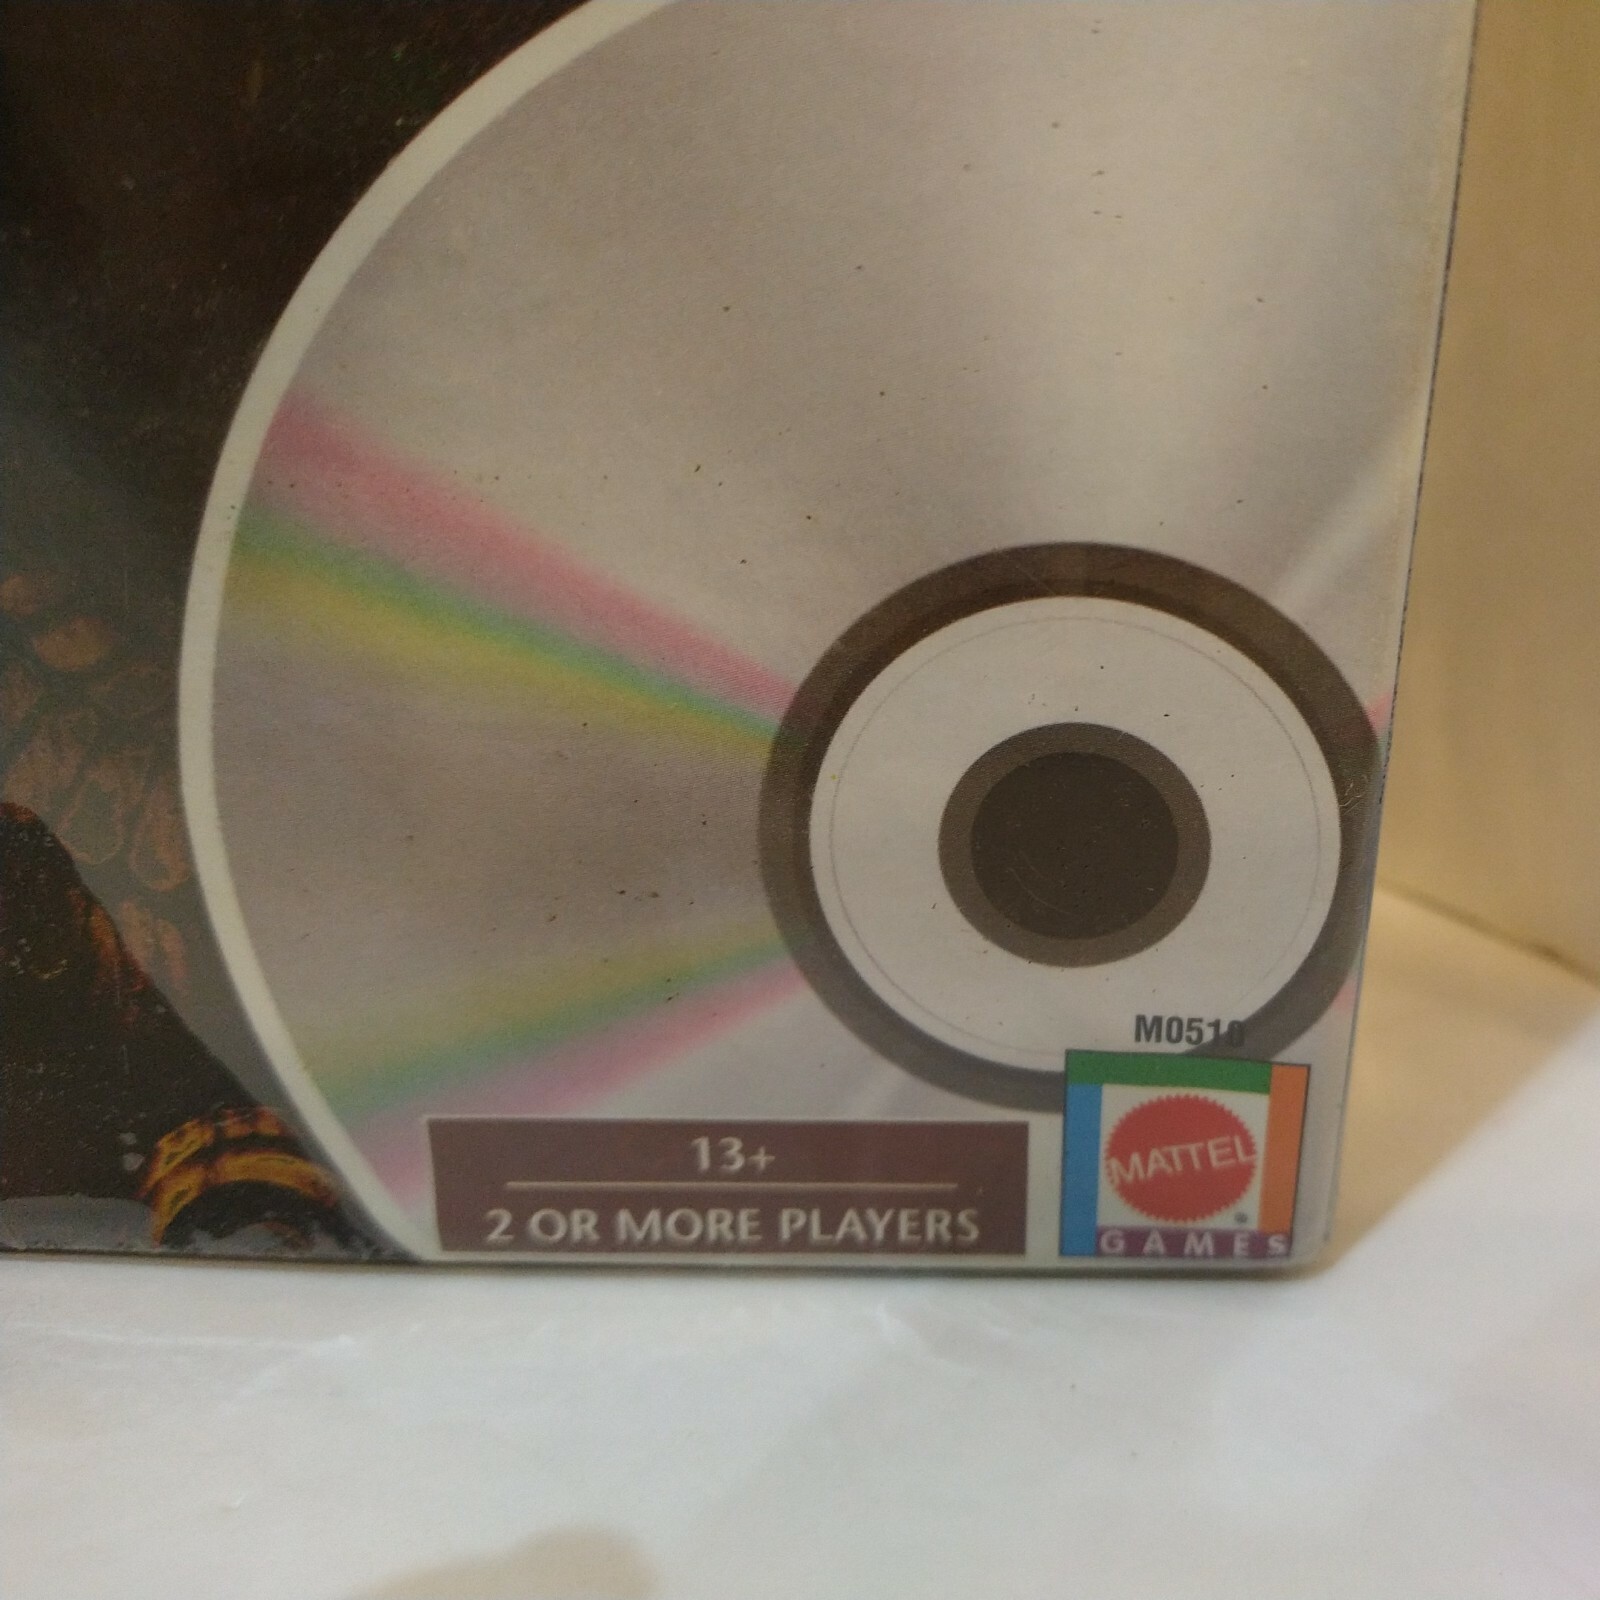 M0510
13+
2 OR MORE PLAYERS
MATTEL
GAMES